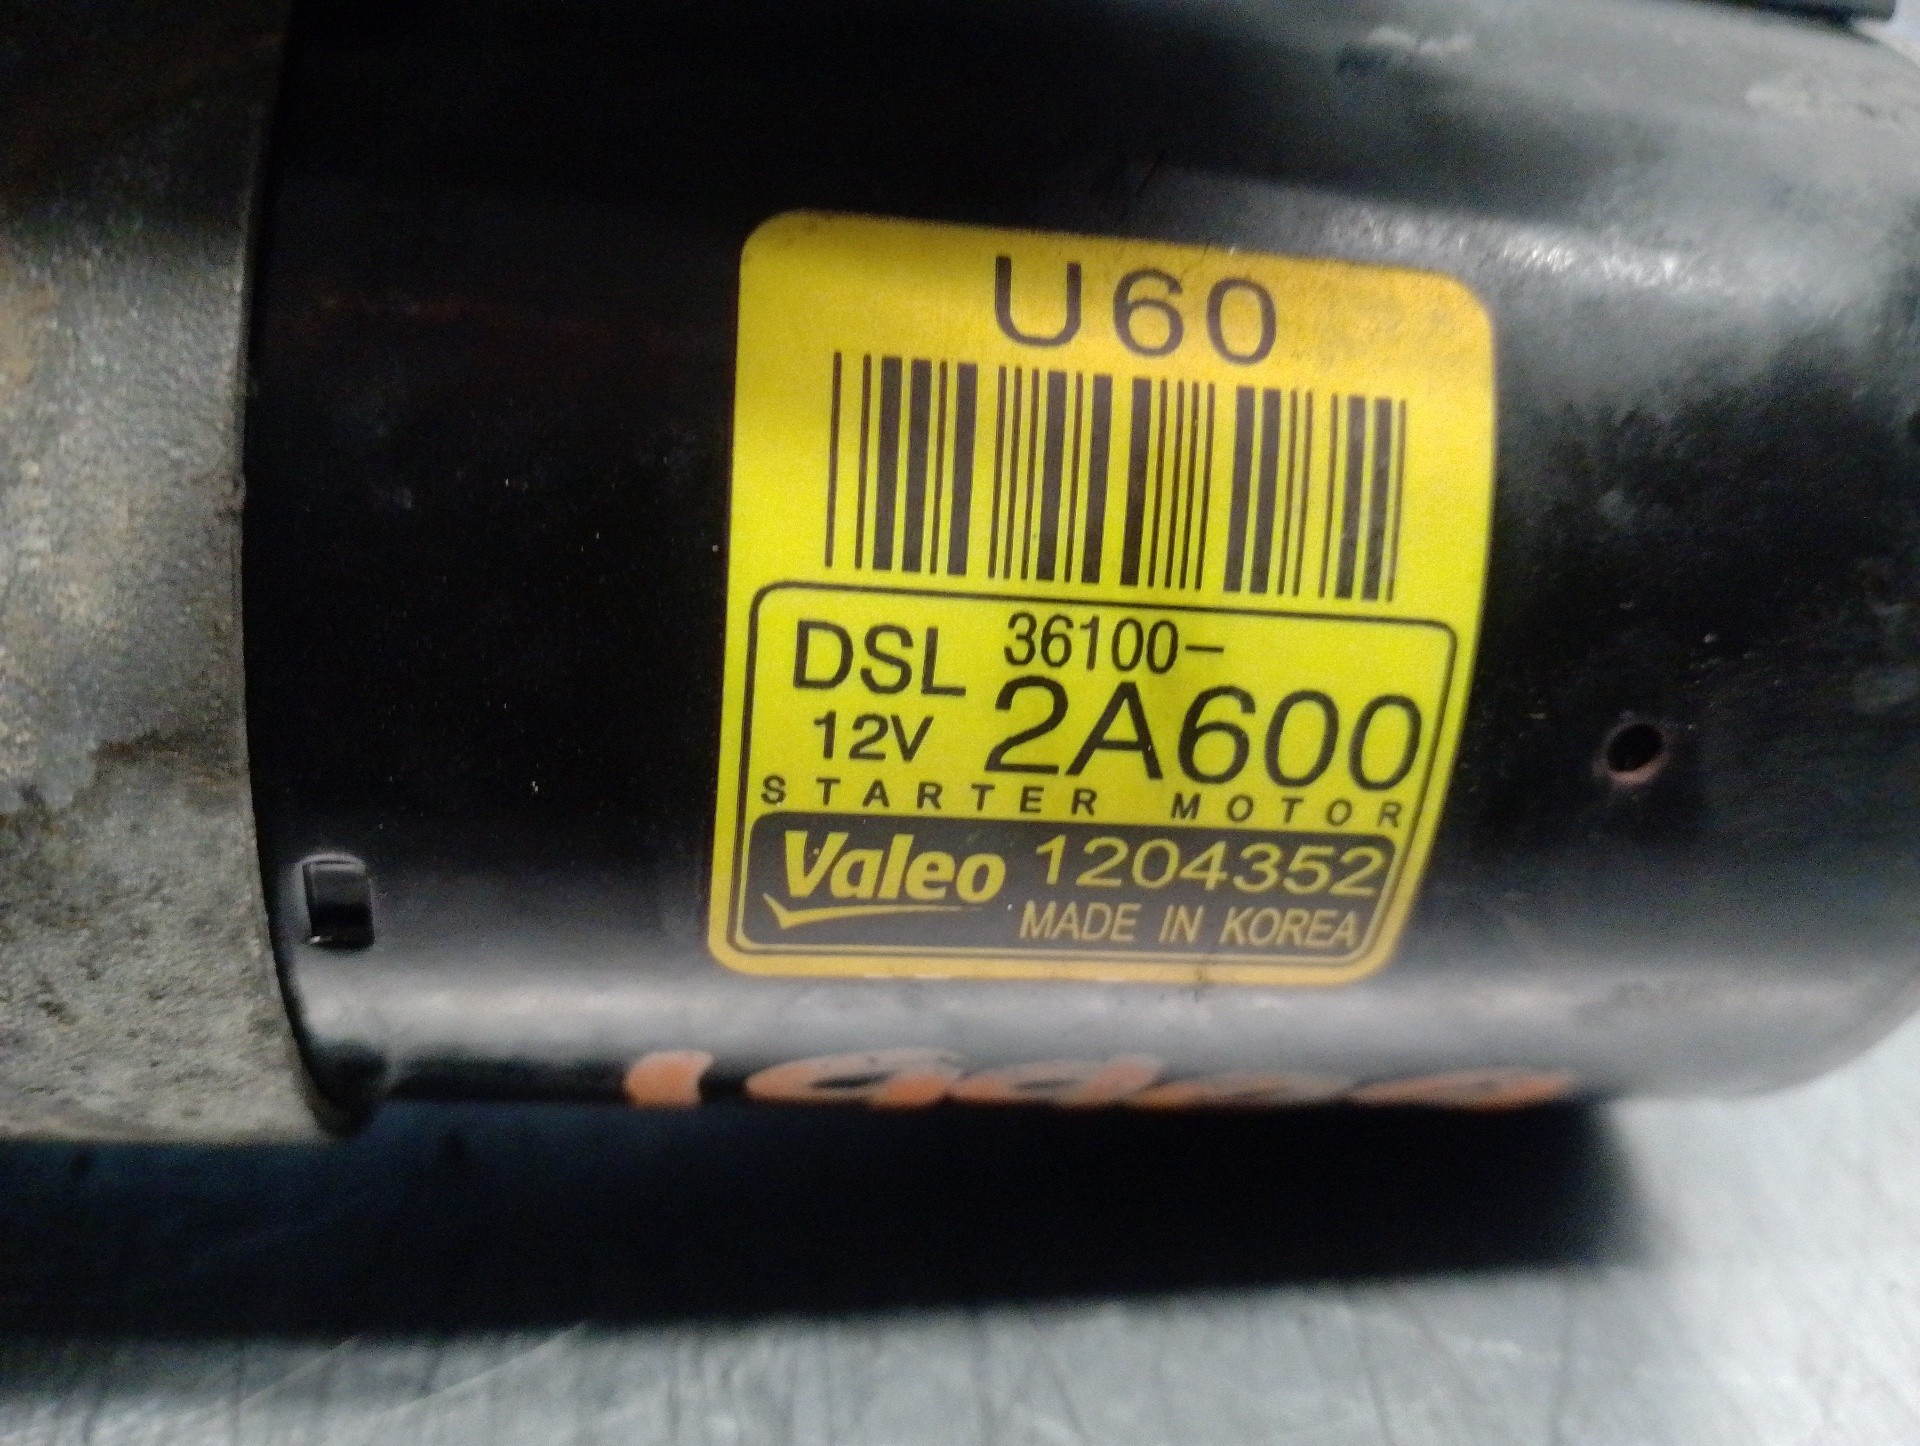 U60
DSL 36100-
12V 2A600
STARTER MOTOR
Valeo 1204352
MADE IN KOREA